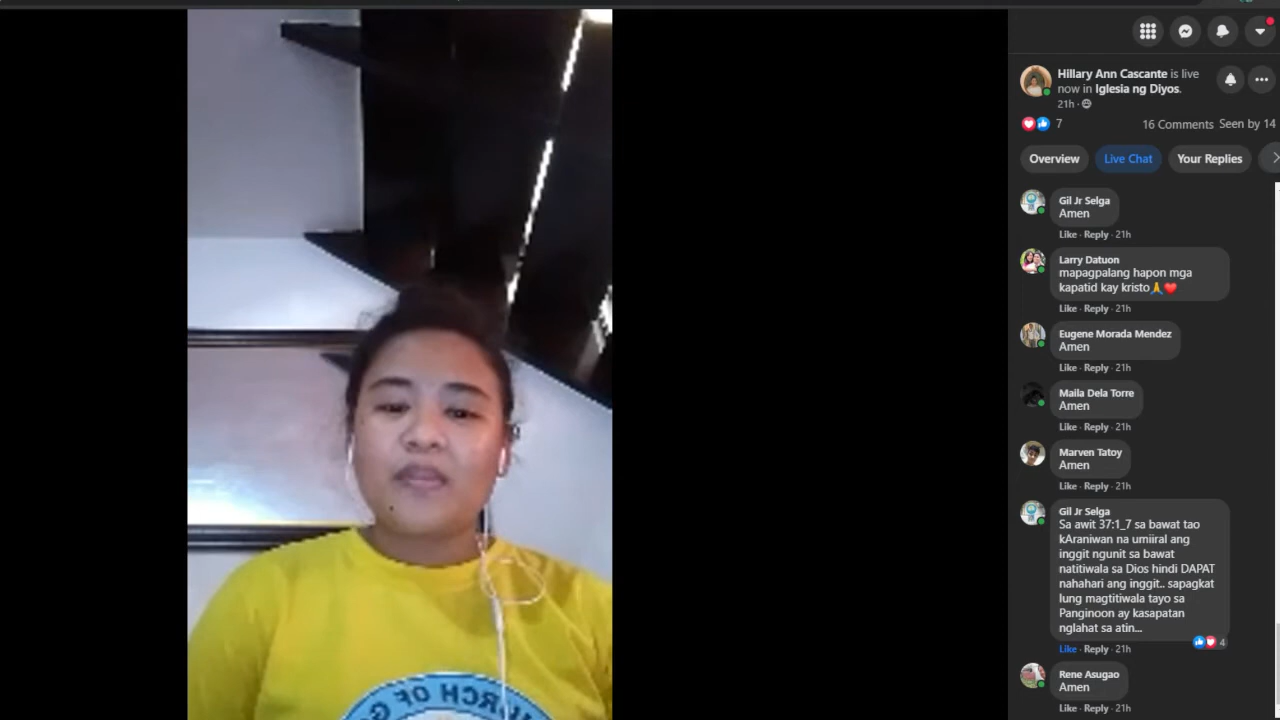 Hillary Ann Cascante is live
now in Iglesia ng Diyos.
21h
7
16 Comments Seen by 14
Overview
Live Chat
Your Replies
Gil Jr Selga
Amen
Like · Reply · 21h
Larry Datuon
mapagpalang hapon mga
kapatid kay kristo🙏❤️
Like · Reply · 21h
Eugene Morada Mendez
Amen
Like · Reply · 21h
Maila Dela Torre
Amen
Like · Reply · 21h
Marven Tatoy
Amen
Like · Reply · 21h
Gil Jr Selga
Sa awit 37:1_7 sa bawat tao
kAraniwan na umiiral ang
inggit ngunit sa bawat
natitiwala sa Dios hindi DAPAT
nahahari ang inggit.. sapagkat
lung magtitiwala tayo sa
Panginoon ay kasapatan
nglahat sa atin...
4
Like · Reply · 21h
Rene Asugao
Amen
Like · Reply · 21h
CHURCH OF G